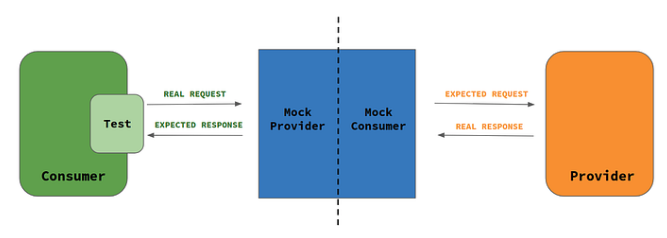 REAL REQUEST
EXPECTED RESPONSE
Test
Consumer
Mock
Provider
Mock
Consumer
EXPECTED REQUEST
REAL RESPONSE
Provider